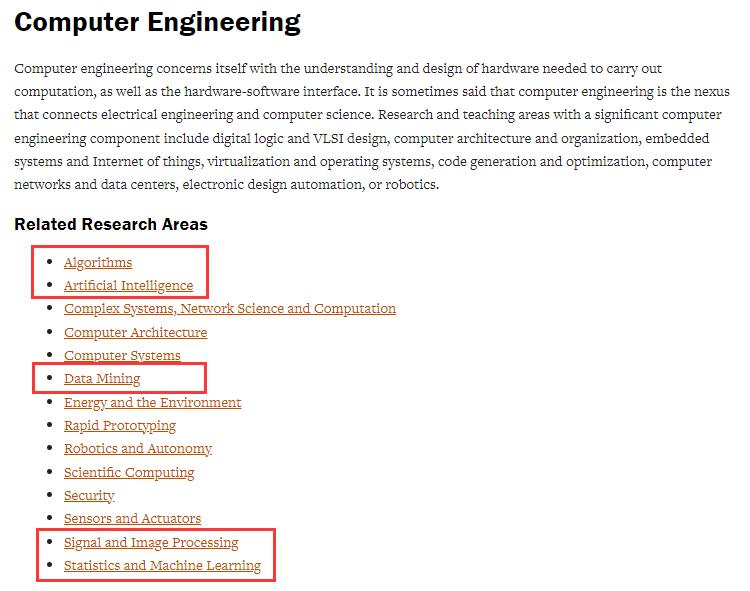 Computer Engineering
Computer engineering concerns itself with the understanding and design of hardware needed to carry out
computation, as well as the hardware-software interface. It is sometimes said that computer engineering is the nexus
that connects electrical engineering and computer science. Research and teaching areas with a significant computer
engineering component include digital logic and VLSI design, computer architecture and organization, embedded
systems and Internet of things, virtualization and operating systems, code generation and optimization, computer
networks and data centers, electronic design automation, or robotics.
Related Research Areas
• Algorithms
• Artificial Intelligence
• Complex Systems, Network Science and Computation
• Computer Architecture
• Computer Systems
• Data Mining
• Energy and the Environment
• Rapid Prototyping
• Robotics and Autonomy
• Scientific Computing
• Security
• Sensors and Actuators
• Signal and Image Processing
• Statistics and Machine Learning